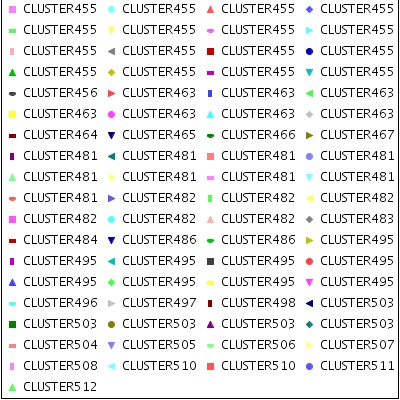 CLUSTER455 CLUSTER455 CLUSTER455 CLUSTER455
CLUSTER455 CLUSTER455 CLUSTER455 CLUSTER455
CLUSTER455 CLUSTER455 CLUSTER455 CLUSTER455
CLUSTER455 CLUSTER455 CLUSTER455 CLUSTER455
CLUSTER456 CLUSTER463 CLUSTER463 CLUSTER463
CLUSTER463 CLUSTER463 CLUSTER463 CLUSTER463
CLUSTER464 CLUSTER465 CLUSTER466 CLUSTER467
CLUSTER481 CLUSTER481 CLUSTER481 CLUSTER481
CLUSTER481 CLUSTER481 CLUSTER481 CLUSTER481
CLUSTER481 CLUSTER482 CLUSTER482 CLUSTER482
CLUSTER482 CLUSTER482 CLUSTER482 CLUSTER483
CLUSTER484 CLUSTER486 CLUSTER486 CLUSTER495
CLUSTER495 CLUSTER495 CLUSTER495 CLUSTER495
CLUSTER495 CLUSTER495 CLUSTER495 CLUSTER495
CLUSTER496 CLUSTER497 CLUSTER498 CLUSTER503
CLUSTER503 CLUSTER503 CLUSTER503 CLUSTER503
CLUSTER504 CLUSTER505 CLUSTER506 CLUSTER507
CLUSTER508 CLUSTER510 CLUSTER510 CLUSTER511
CLUSTER512